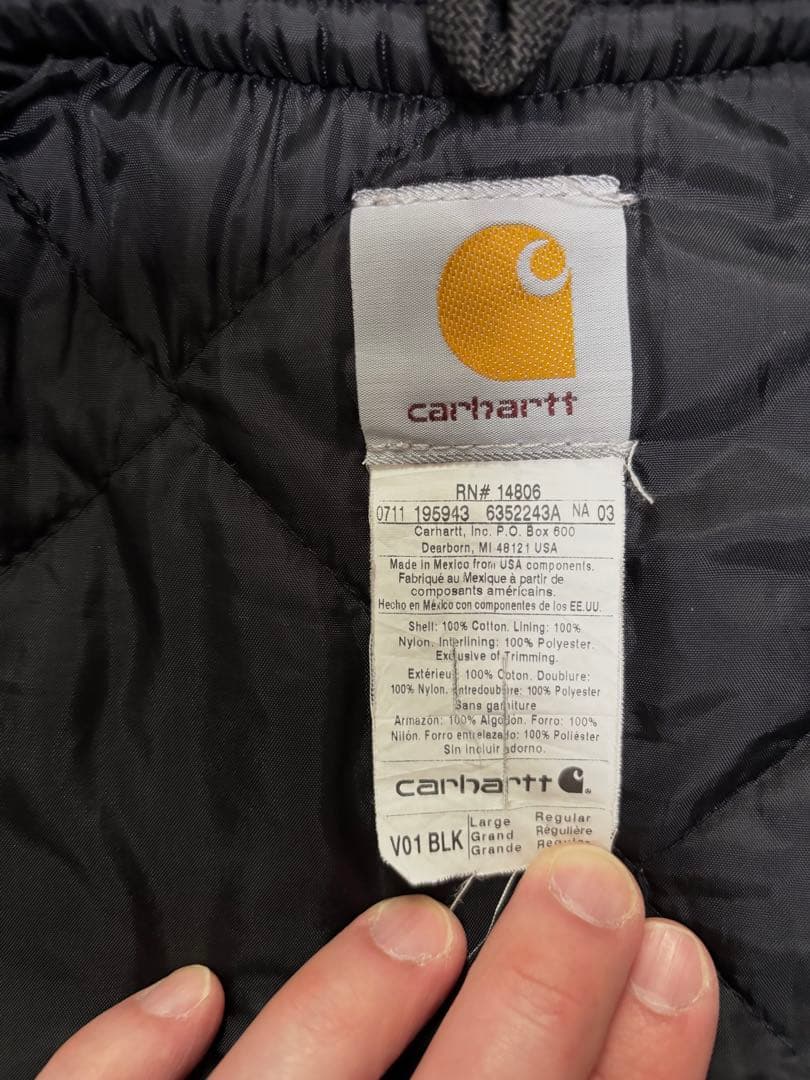 carhartt
RN# 14806
0711 195943 6352243A NA 03
Carhartt, Inc. P.O. Box 600
Dearborn, MI 48121 USA
Made in Mexico from USA components.
Fabriqué au Mexique à partir de
composants américains.
Hecho en México con componentes de los EE.UU.
Shell: 100% Cotton. Lining: 100%
Nylon. Interlining: 100% Polyester.
Exclusive of Trimming.
Extérieu 100% Coton. Doublure:
100% Nylon. Entredoublure: 100% Polyester
Sans garniture
Armazón: 100% Algodón. Forro: 100%
Nilón. Forro entrelazado: 100% Poliéster
Sin incluir adorno.
carhartt
V01 BLK Large Regular
Grand Régulière
Grande